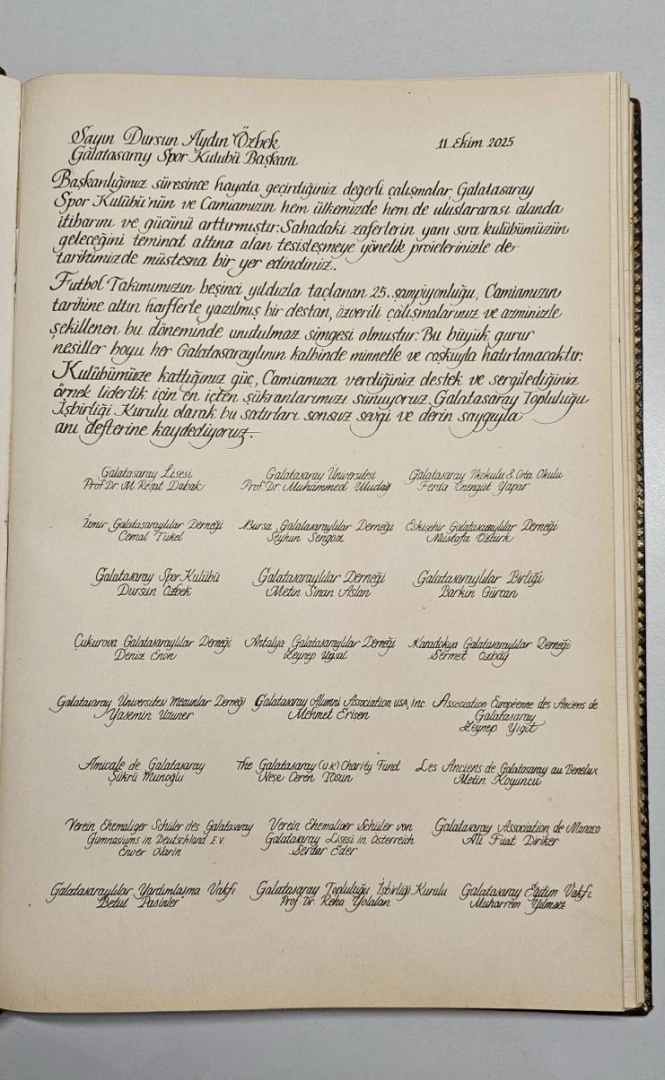 Sayın Dursun Aydın Özbek
11 Ekim 2025
Galatasaray Spor Kulübü Başkanı
Başkanlığınız süresince hayata geçirdiğiniz değerli çalışmalar, Galatasaray
Spor Kulübü'nün ve Camiamızın hem ülkemizde hem de uluslararası alanda
itibarını ve gücünü arttırmıştır. Sahadaki zaferlerin yanı sıra kulübümüzün
geleceğini teminat altına alan tesisleşmeye yönelik projelerinizle de
tarihimizde müstesna bir yer edindiniz.
Futbol Takımımızın beşinci yıldızla taçlanan 25. şampiyonluğu, Camiamızın
tarihine altın harflerle yazılmış bir destan, özverili çalışmalarınız ve azminizle
şekillenen bu döneminde unutulmaz simgesi olmuştur. Bu büyük gurur
nesiller boyu her Galatasaraylının kalbinde minnetle ve coşkuyla hatırlanacaktır.
Kulübümüze kattığınız güç, Camiamıza verdiğiniz destek ve sergilediğiniz
örnek liderlik için en içten şükranlarımızı sunuyoruz. Galatasaray Topluluğu
İşbirliği Kurulu olarak bu satırları sonsuz sevgi ve derin saygıyla
anı defterine kaydediyoruz.
Galatasaray Lisesi
Prof. Dr. M. Reşat Dabak
Galatasaray Üniversitesi
Prof. Dr. Muhammed Uludağ
Galatasaray İlkokulu & Orta Okulu
Ferda Yapar
İzmir Galatasaraylılar Derneği
Cemal Tükel
Bursa Galatasaraylılar Derneği
Seyhun Şengöz
Eskişehir Galatasaraylılar Derneği
Mustafa Öztürk
Galatasaray Spor Kulübü
Dursun Özbek
Galatasaraylılar Derneği
Metin Sinan Aslan
Galatasaraylılar Birliği
Barkın Gürcan
Çukurova Galatasaraylılar Derneği
Deniz
Antalya Galatasaraylılar Derneği
Zeynep Uysal
Kapadokya Galatasaraylılar Derneği
Sermet Özbay
Galatasaray Üniversitesi Mezunlar Derneği
Yasemin Uzuner
Galatasaray Alumni Association USA, Inc
Mehmet Erişen
Association Européenne des Anciens de
Galatasaray
Zeynep Yiğit
Amicale de Galatasaray
Şükrü Munoğlu
The Galatasaray (U.K) Charity Fund
Neşe Ceren Tosun
Les Anciens de Galatasaray au Benelux
Metin Koyuncu
Verein Ehemaliger Schüler des Galatasaray
Gymnasiums in Deutschland E.V.
Enver
Verein Ehemaliger Schüler von
Galatasaray Lisesi in Österreich
Serdar Eder
Galatasaray Association de Monaco
Ali Fuat Diriker
Galatasaraylılar Yardımlaşma Vakfı
Betül Pasinler
Galatasaray Topluluğu İşbirliği Kurulu
Prof. Dr. Reha Yolalan
Galatasaray Eğitim Vakfı
Muharrem Yılmaz